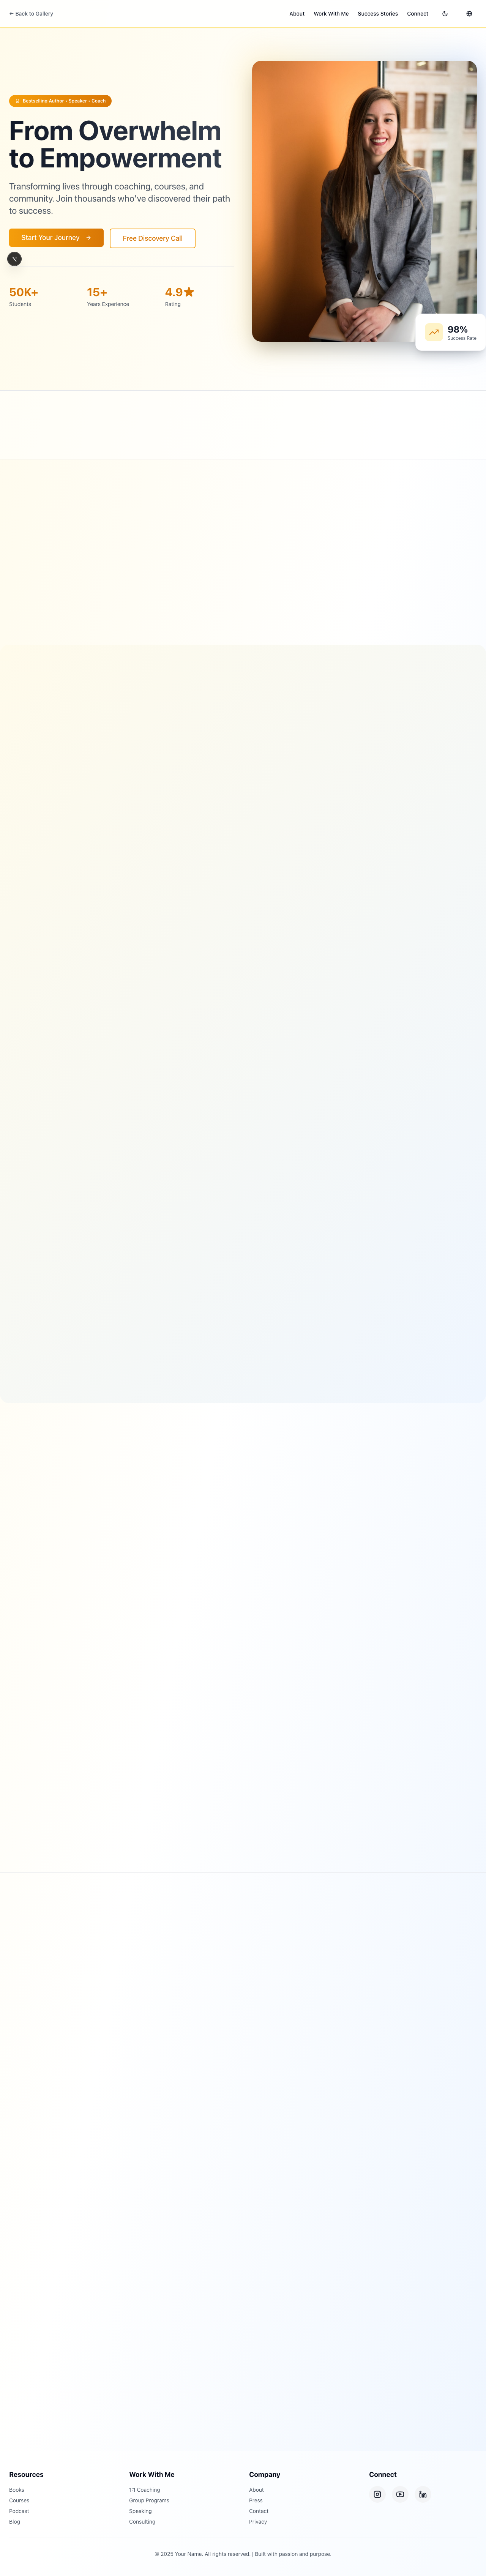 ← Back to Gallery
About
Work With Me
Success Stories
Connect
Bestselling Author • Speaker • Coach
From Overwhelm
to Empowerment
Transforming lives through coaching, courses, and
community. Join thousands who've discovered their path
to success.
Start Your Journey →
Free Discovery Call
50K+
Students
15+
Years Experience
4.9★
Rating
98%
Success Rate
Resources
Books
Courses
Podcast
Blog
Work With Me
1:1 Coaching
Group Programs
Speaking
Consulting
Company
About
Press
Contact
Privacy
Connect
© 2025 Your Name. All rights reserved. | Built with passion and purpose.